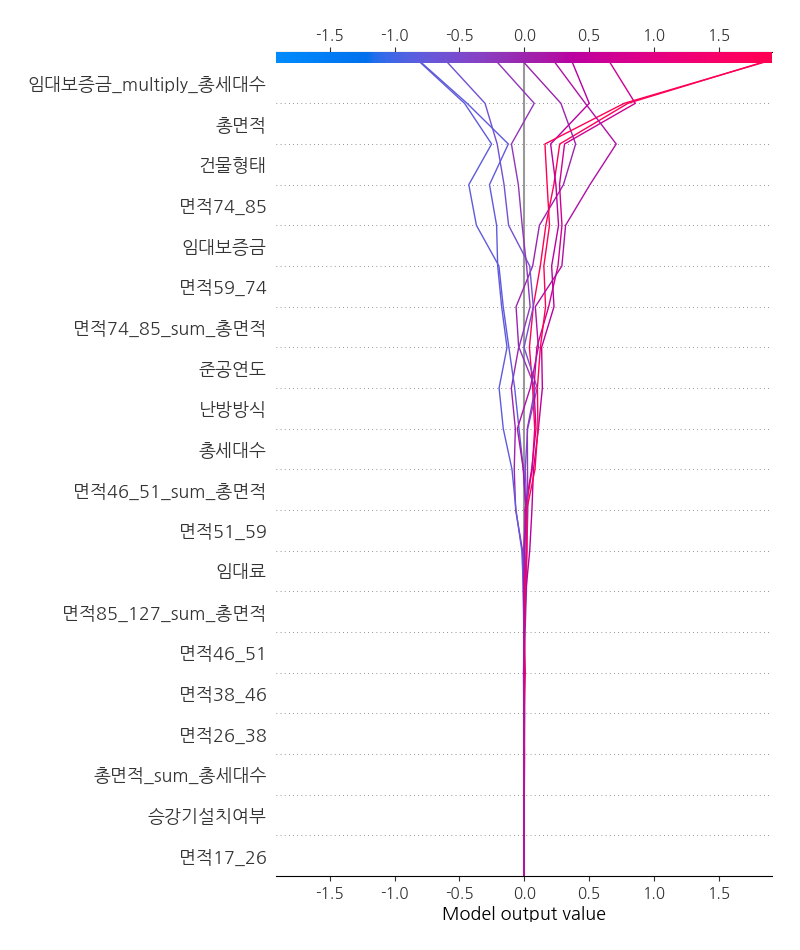 -1.5 -1.0 -0.5 0.0 0.5 1.0 1.5
임대보증금_multiply_총세대수
총면적
건물형태
면적74_85
임대보증금
면적59_74
면적74_85_sum_총면적
준공연도
난방방식
총세대수
면적46_51_sum_총면적
면적51_59
임대료
면적85_127_sum_총면적
면적46_51
면적38_46
면적26_38
총면적_sum_총세대수
승강기설치여부
면적17_26
-1.5 -1.0 -0.5 0.0 0.5 1.0 1.5
Model output value